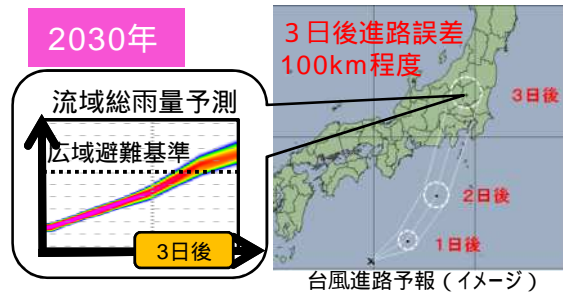 2030年
3日後進路誤差
100km程度
流域総雨量予測
広域避難基準
3日後
3日後
2日後
1日後
台風進路予報(イメージ)